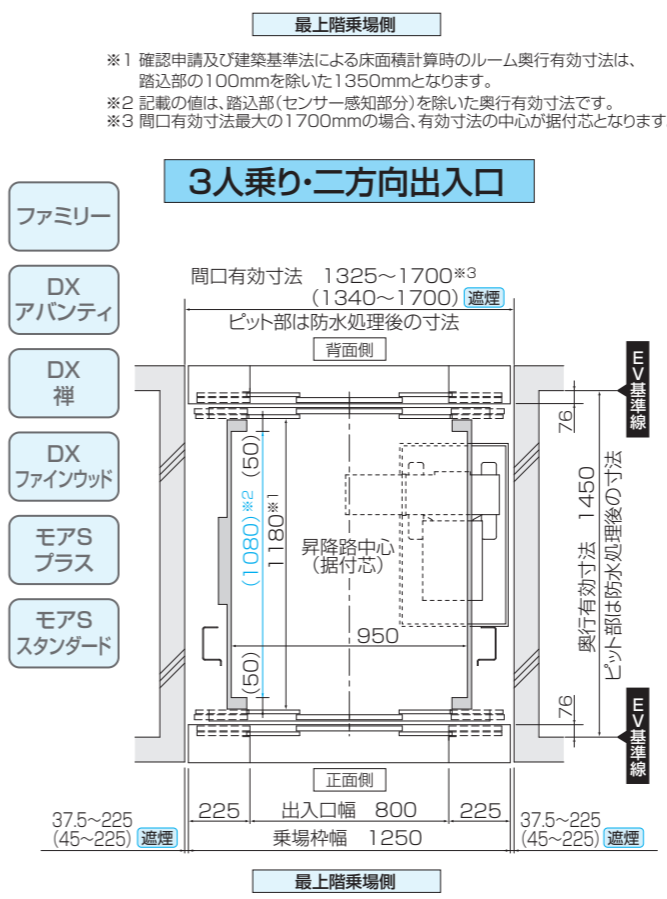 最上階乗場側
※1 確認申請及び建築基準法による床面積計算時のルーム奥行有効寸法は、
踏込部の100mmを除いた1350mmとなります。
※2 記載の値は、踏込部(センサー感知部分)を除いた奥行有効寸法です。
※3 間口有効寸法最大の1700mmの場合、有効寸法の中心が据付芯となります
3人乗り・二方向出入口
ファミリー
DX
アバンティ
DX
禅
DX
ファインウッド
モアS
プラス
モアS
スタンダード
間口有効寸法 1325～1700※3
(1340～1700) 遮煙
ピット部は防水処理後の寸法
背面側
EV基準線
76
(50)
(1080)※2
1180※1
(50)
昇降路中心
(据付芯)
950
奥行有効寸法 1450
ピット部は防水処理後の寸法
76
EV基準線
正面側
37.5～225
(45～225) 遮煙
225
出入口幅 800
225
乗場枠幅 1250
37.5～225
(45～225) 遮煙
最上階乗場側